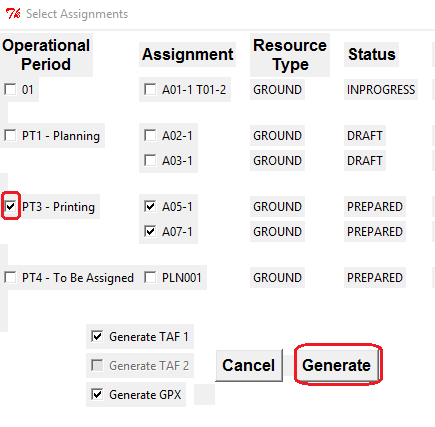 Select Assignments
Operational Period Assignment Resource Type Status
01 A01-1 T01-2 GROUND INPROGRESS
PT1 - Planning A02-1 GROUND DRAFT
A03-1 GROUND DRAFT
PT3 - Printing A05-1 GROUND PREPARED
A07-1 GROUND PREPARED
PT4 - To Be Assigned PLN001 GROUND PREPARED
Generate TAF 1
Generate TAF 2 Cancel Generate
Generate GPX